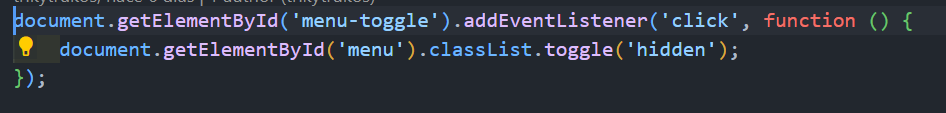 document.getElementById('menu-toggle').addEventListener('click', function () {
    document.getElementById('menu').classList.toggle('hidden');
});